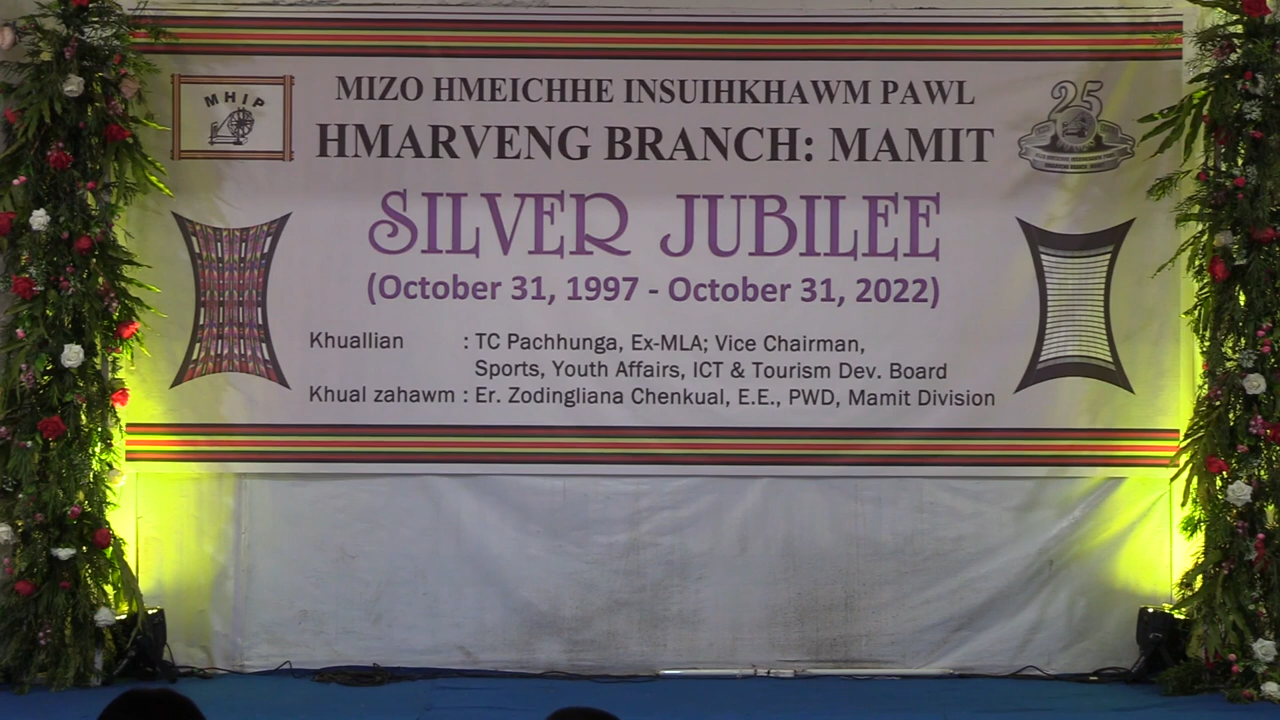 MHIP
MIZO HMEICHHE INSUIHKHAWM PAWL
25
HMARVENG BRANCH: MAMIT
SILVER JUBILEE
(October 31, 1997 - October 31, 2022)
Khuallian : TC Pachhunga, Ex-MLA; Vice Chairman,
Sports, Youth Affairs, ICT & Tourism Dev. Board
Khual zahawm : Er. Zodingliana Chenkual, E.E., PWD, Mamit Division